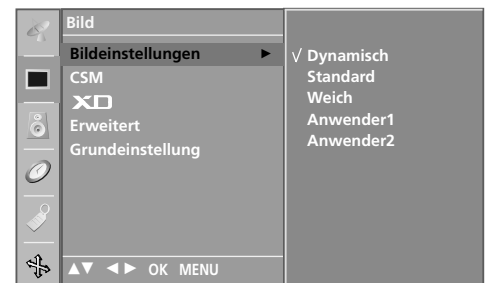 Bild
Bildeinstellungen ►
CSM
XD
Erweitert
Grundeinstellung
▲▼ ◄► OK MENU
√ Dynamisch
Standard
Weich
Anwender1
Anwender2